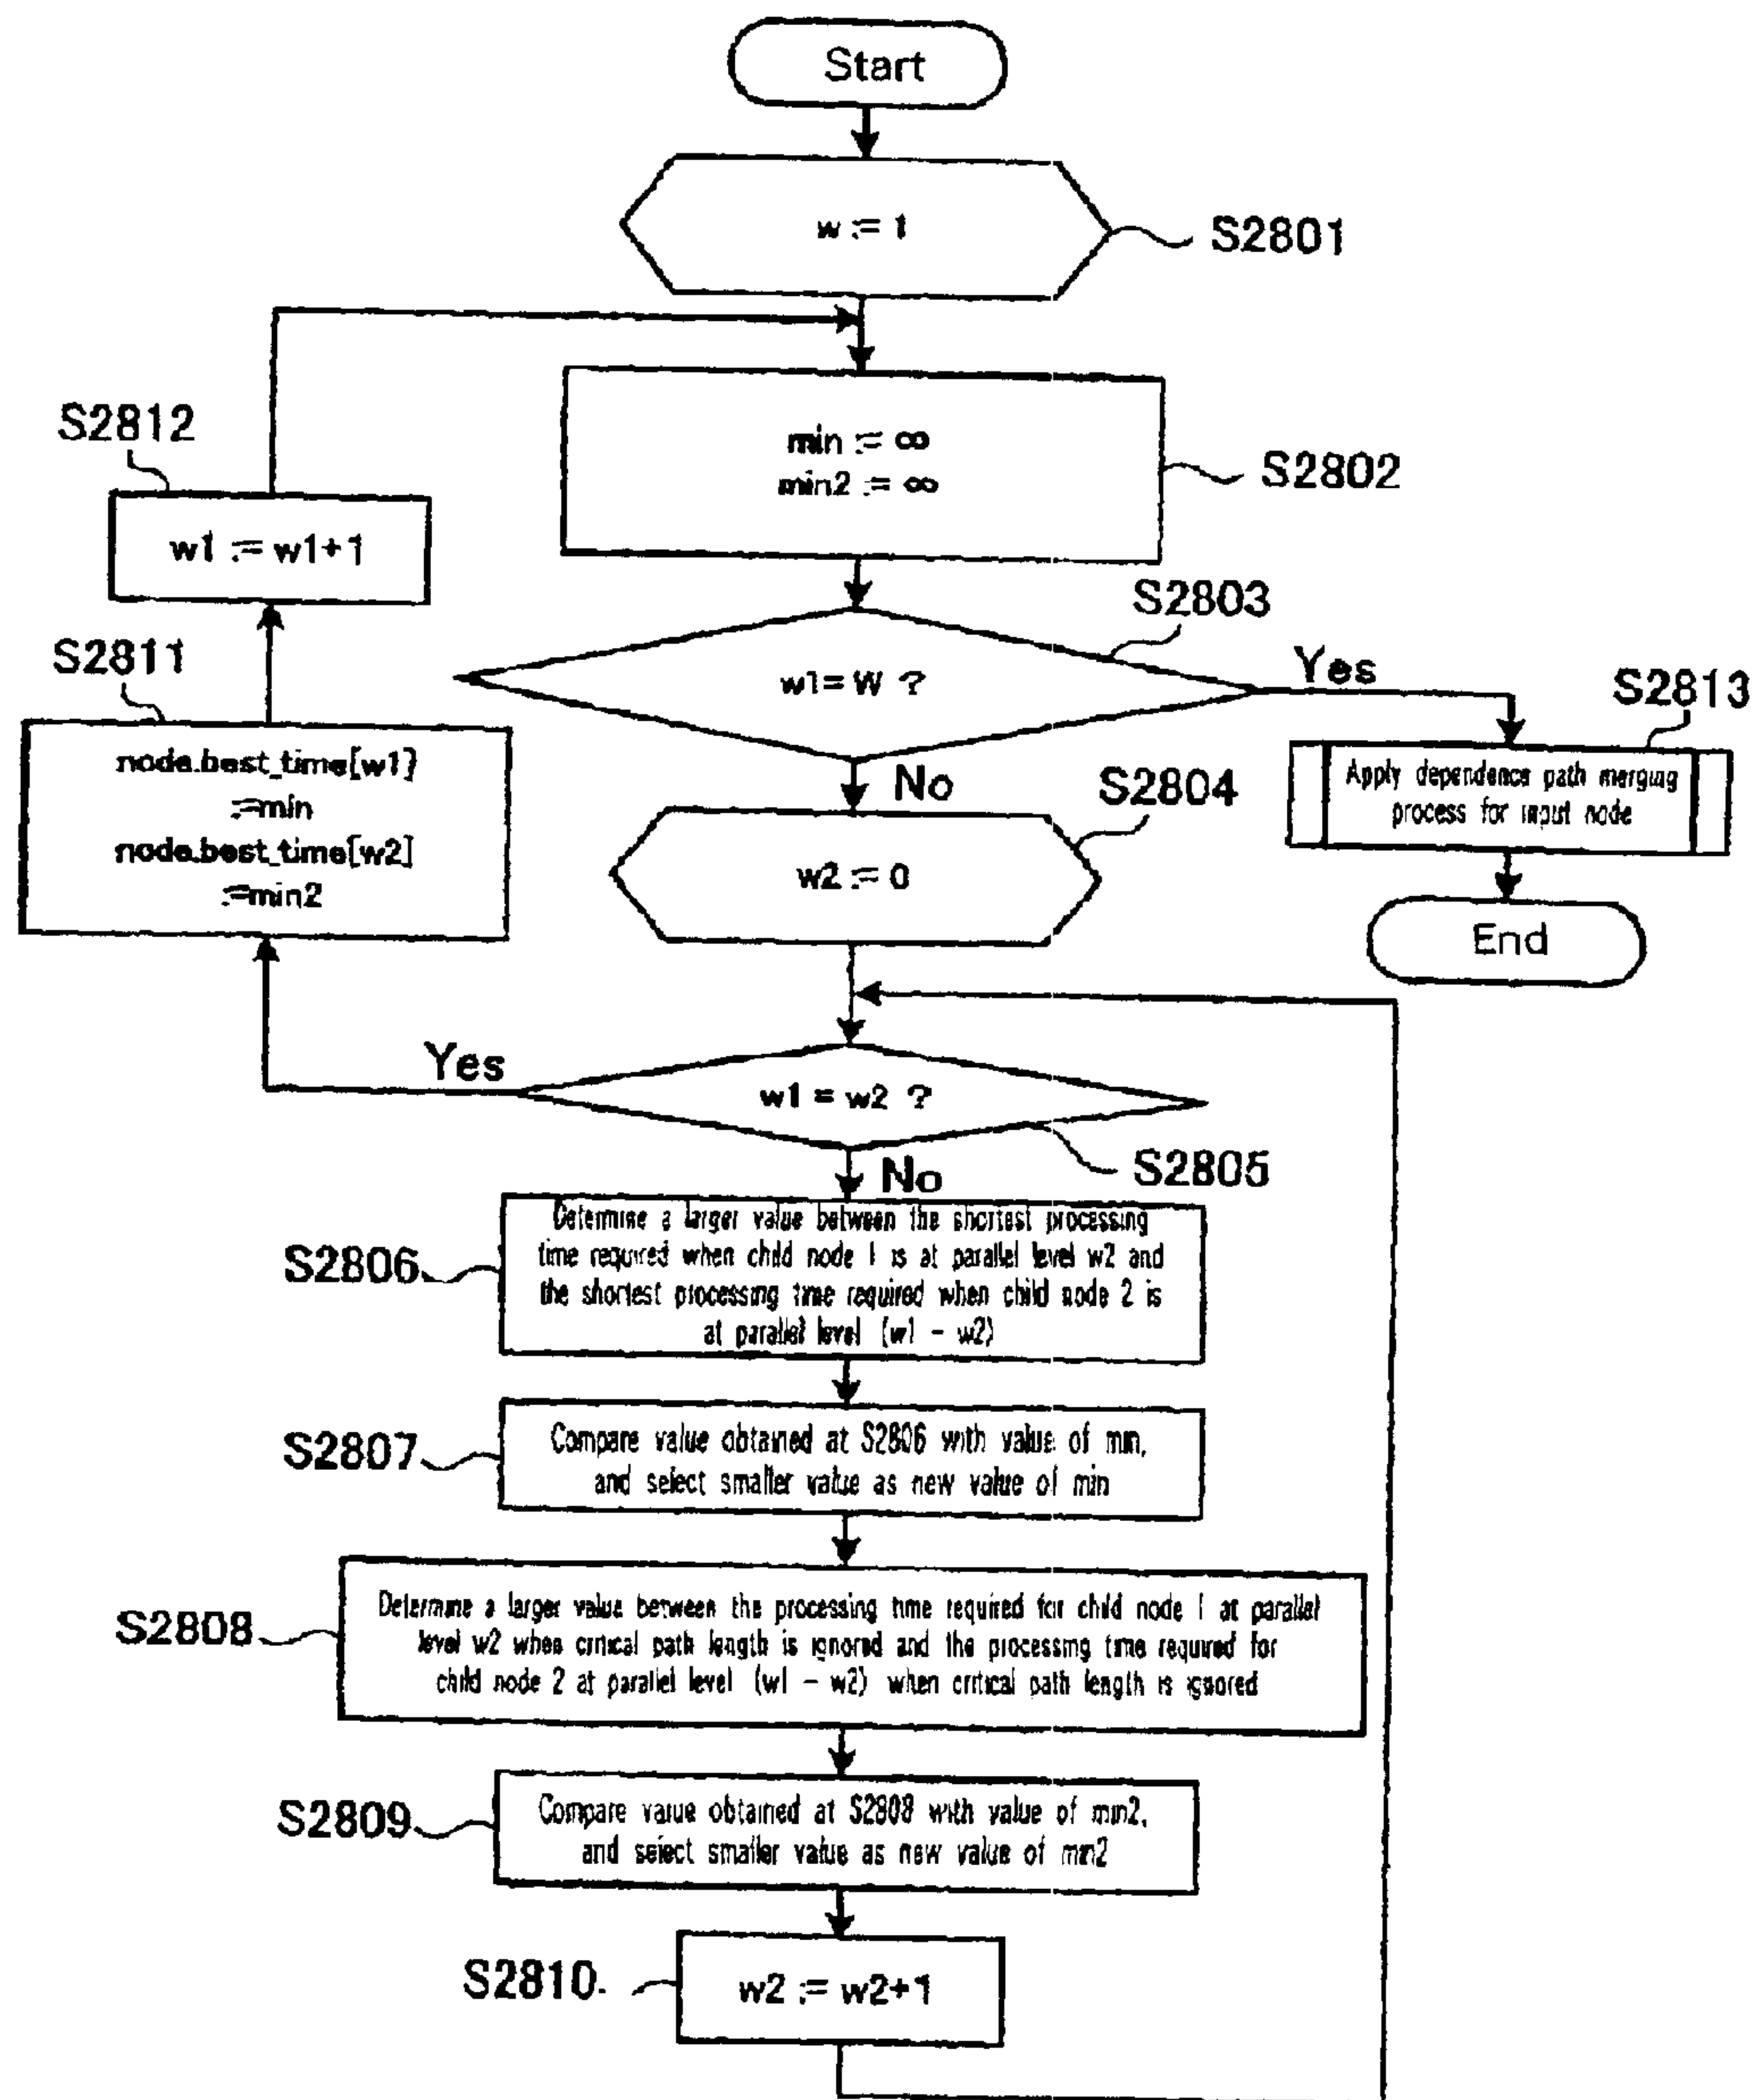 Start
w := 1
S2801
min := ∞
min2 := ∞
S2802
S2812
w1 := w1+1
S2803
w1= W ?
Yes
S2813
Apply dependence path merging
process for input node
End
No
S2804
w2 := 0
S2811
node.best_time[w1]
:=min
node.best_time[w2]
:=min2
Yes
w1 = w2 ?
S2805
No
S2806
Determine a larger value between the shortest processing
time required when child node 1 is at parallel level w2 and
the shortest processing time required when child node 2 is
at parallel level (w1 - w2)
S2807
Compare value obtained at S2806 with value of min,
and select smaller value as new value of min
S2808
Determine a larger value between the processing time required for child node 1 at parallel
level w2 when critical path length is ignored and the processing time required for
child node 2 at parallel level (w1 - w2) when critical path length is ignored
S2809
Compare value obtained at S2808 with value of min2,
and select smaller value as new value of min2
S2810
w2 := w2+1